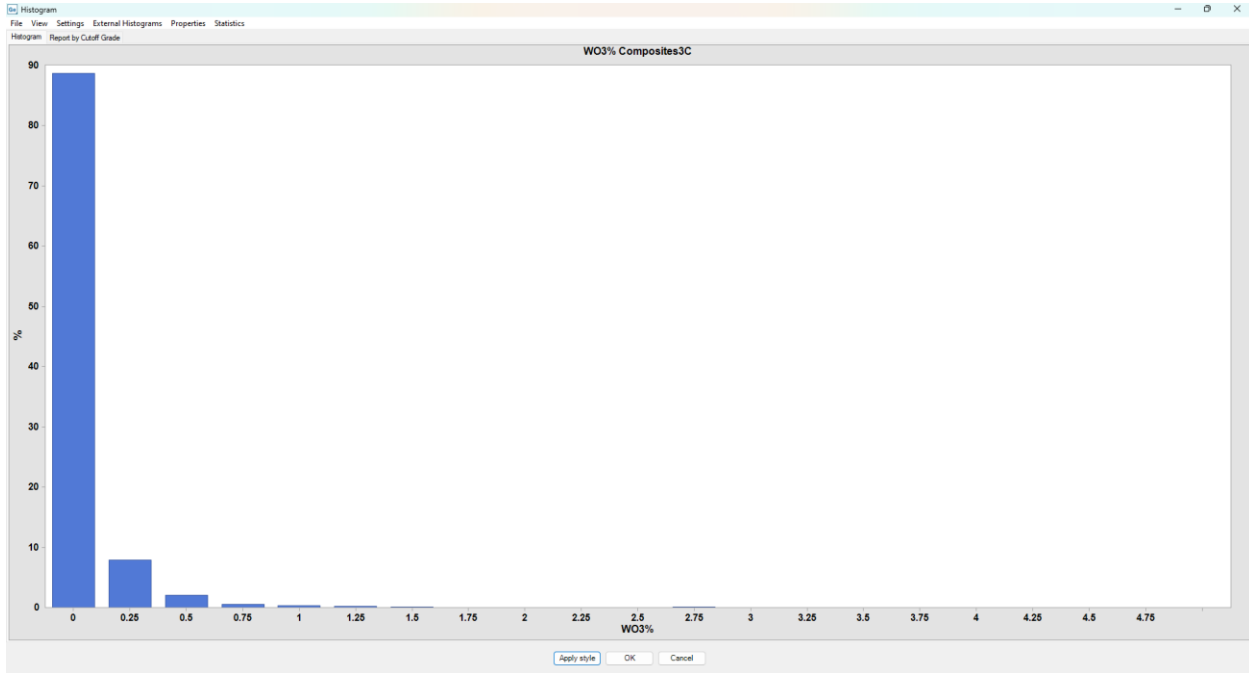 Histogram
File View Settings External Histograms Properties Statistics
Histogram Report by Cutoff Grade
WO3% Composites3C
90
80
70
60
50
40
30
20
10
0
%
0 0.25 0.5 0.75 1 1.25 1.5 1.75 2 2.25 2.5 2.75 3 3.25 3.5 3.75 4 4.25 4.5 4.75
WO3%
Apply style OK Cancel